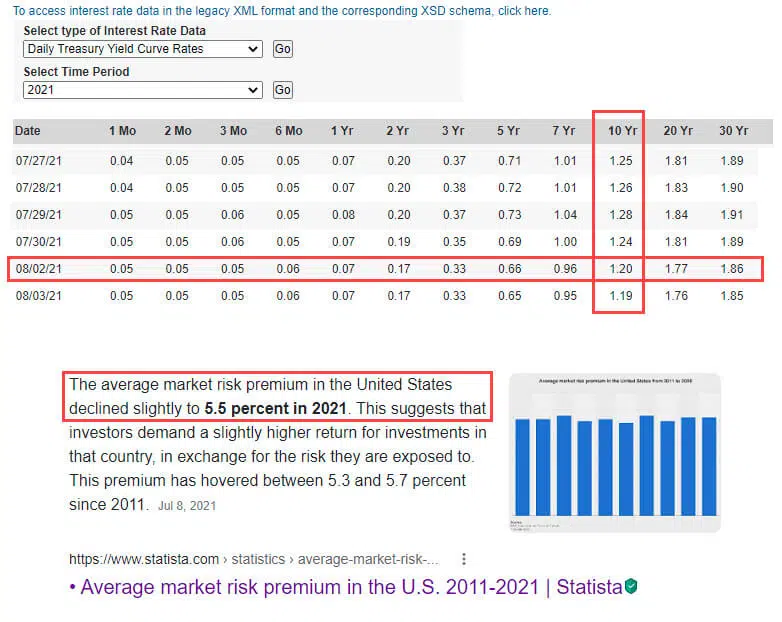 To access interest rate data in the legacy XML format and the corresponding XSD schema, click here.
Select type of Interest Rate Data
Daily Treasury Yield Curve Rates Go
Select Time Period
2021 Go
Date 1 Mo 2 Mo 3 Mo 6 Mo 1 Yr 2 Yr 3 Yr 5 Yr 7 Yr 10 Yr 20 Yr 30 Yr
07/27/21 0.04 0.05 0.05 0.05 0.07 0.20 0.37 0.71 1.01 1.25 1.81 1.89
07/28/21 0.04 0.05 0.05 0.05 0.07 0.20 0.38 0.72 1.01 1.26 1.83 1.90
07/29/21 0.05 0.05 0.06 0.05 0.08 0.20 0.37 0.73 1.04 1.28 1.84 1.91
07/30/21 0.05 0.05 0.06 0.05 0.07 0.19 0.35 0.69 1.00 1.24 1.81 1.89
08/02/21 0.05 0.05 0.05 0.06 0.07 0.17 0.33 0.66 0.96 1.20 1.77 1.86
08/03/21 0.05 0.05 0.05 0.06 0.07 0.17 0.33 0.65 0.95 1.19 1.76 1.85
The average market risk premium in the United States
declined slightly to 5.5 percent in 2021. This suggests that
investors demand a slightly higher return for investments in
that country, in exchange for the risk they are exposed to.
This premium has hovered between 5.3 and 5.7 percent
since 2011. Jul 8, 2021
Average market risk premium in the United States from 2011 to
https://www.statista.com › statistics › average-market-risk-...
• Average market risk premium in the U.S. 2011-2021 | Statista